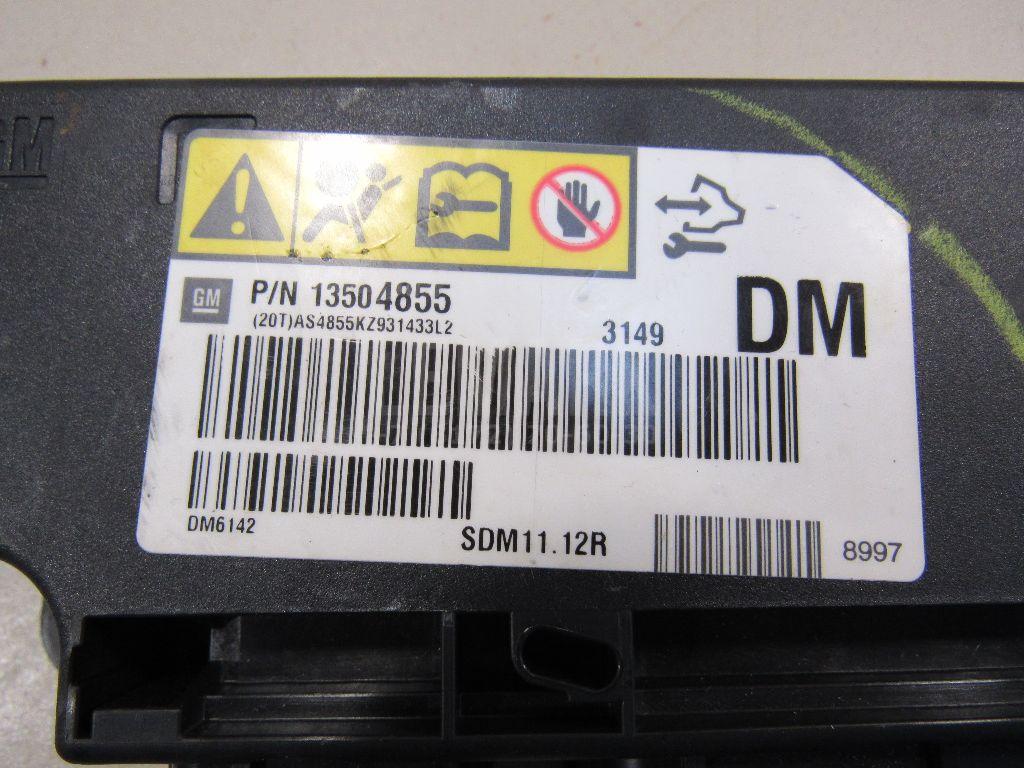 GM
GM P/N 13504855
(20T)AS4855KZ931433L2
3149
DM
DM6142
SDM11.12R
8997